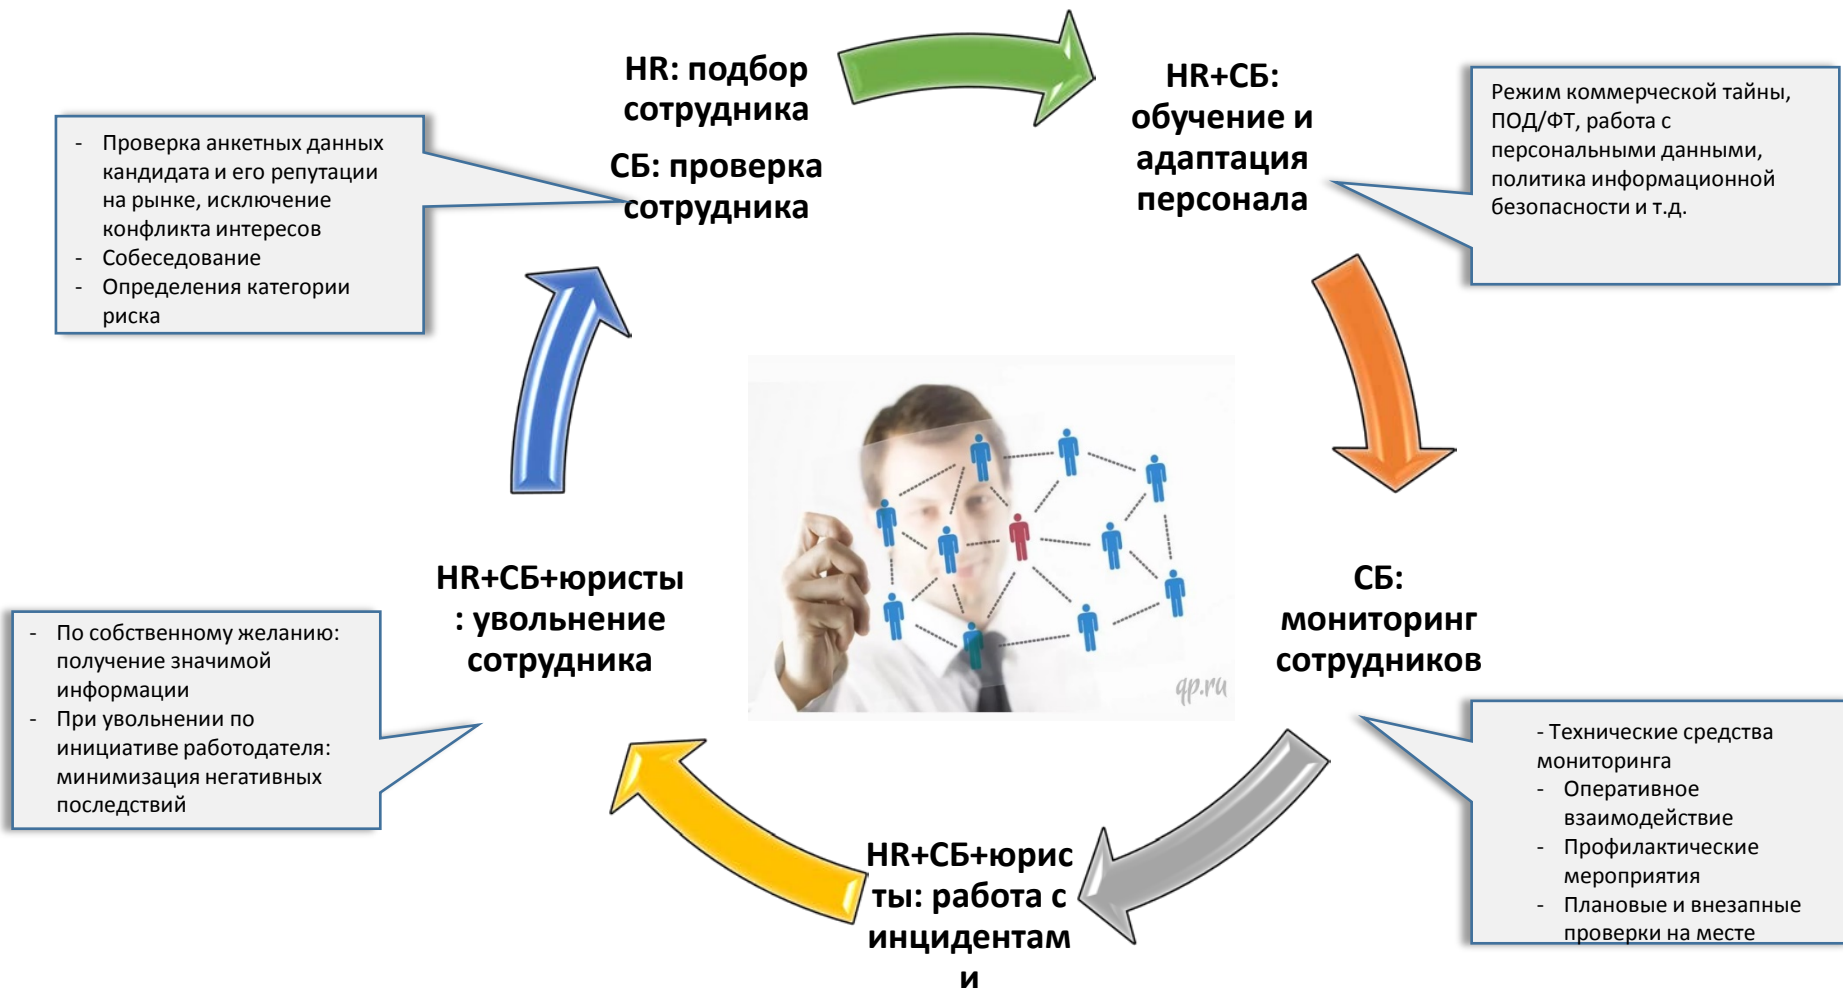 HR: подбор
сотрудника
СБ: проверка
сотрудника
- Проверка анкетных данных
кандидата и его репутации
на рынке, исключение
конфликта интересов
- Собеседование
- Определения категории
риска
HR+СБ:
обучение и
адаптация
персонала
Режим коммерческой тайны,
ПОД/ФТ, работа с
персональными данными,
политика информационной
безопасности и т.д.
СБ:
мониторинг
сотрудников
- Технические средства
мониторинга
- Оперативное
взаимодействие
- Профилактические
мероприятия
- Плановые и внезапные
проверки на месте
HR+СБ+юрис
ты: работа с
инцидентам
и
HR+СБ+юристы
: увольнение
сотрудника
- По собственному желанию:
получение значимой
информации
- При увольнении по
инициативе работодателя:
минимизация негативных
последствий
qp.ru